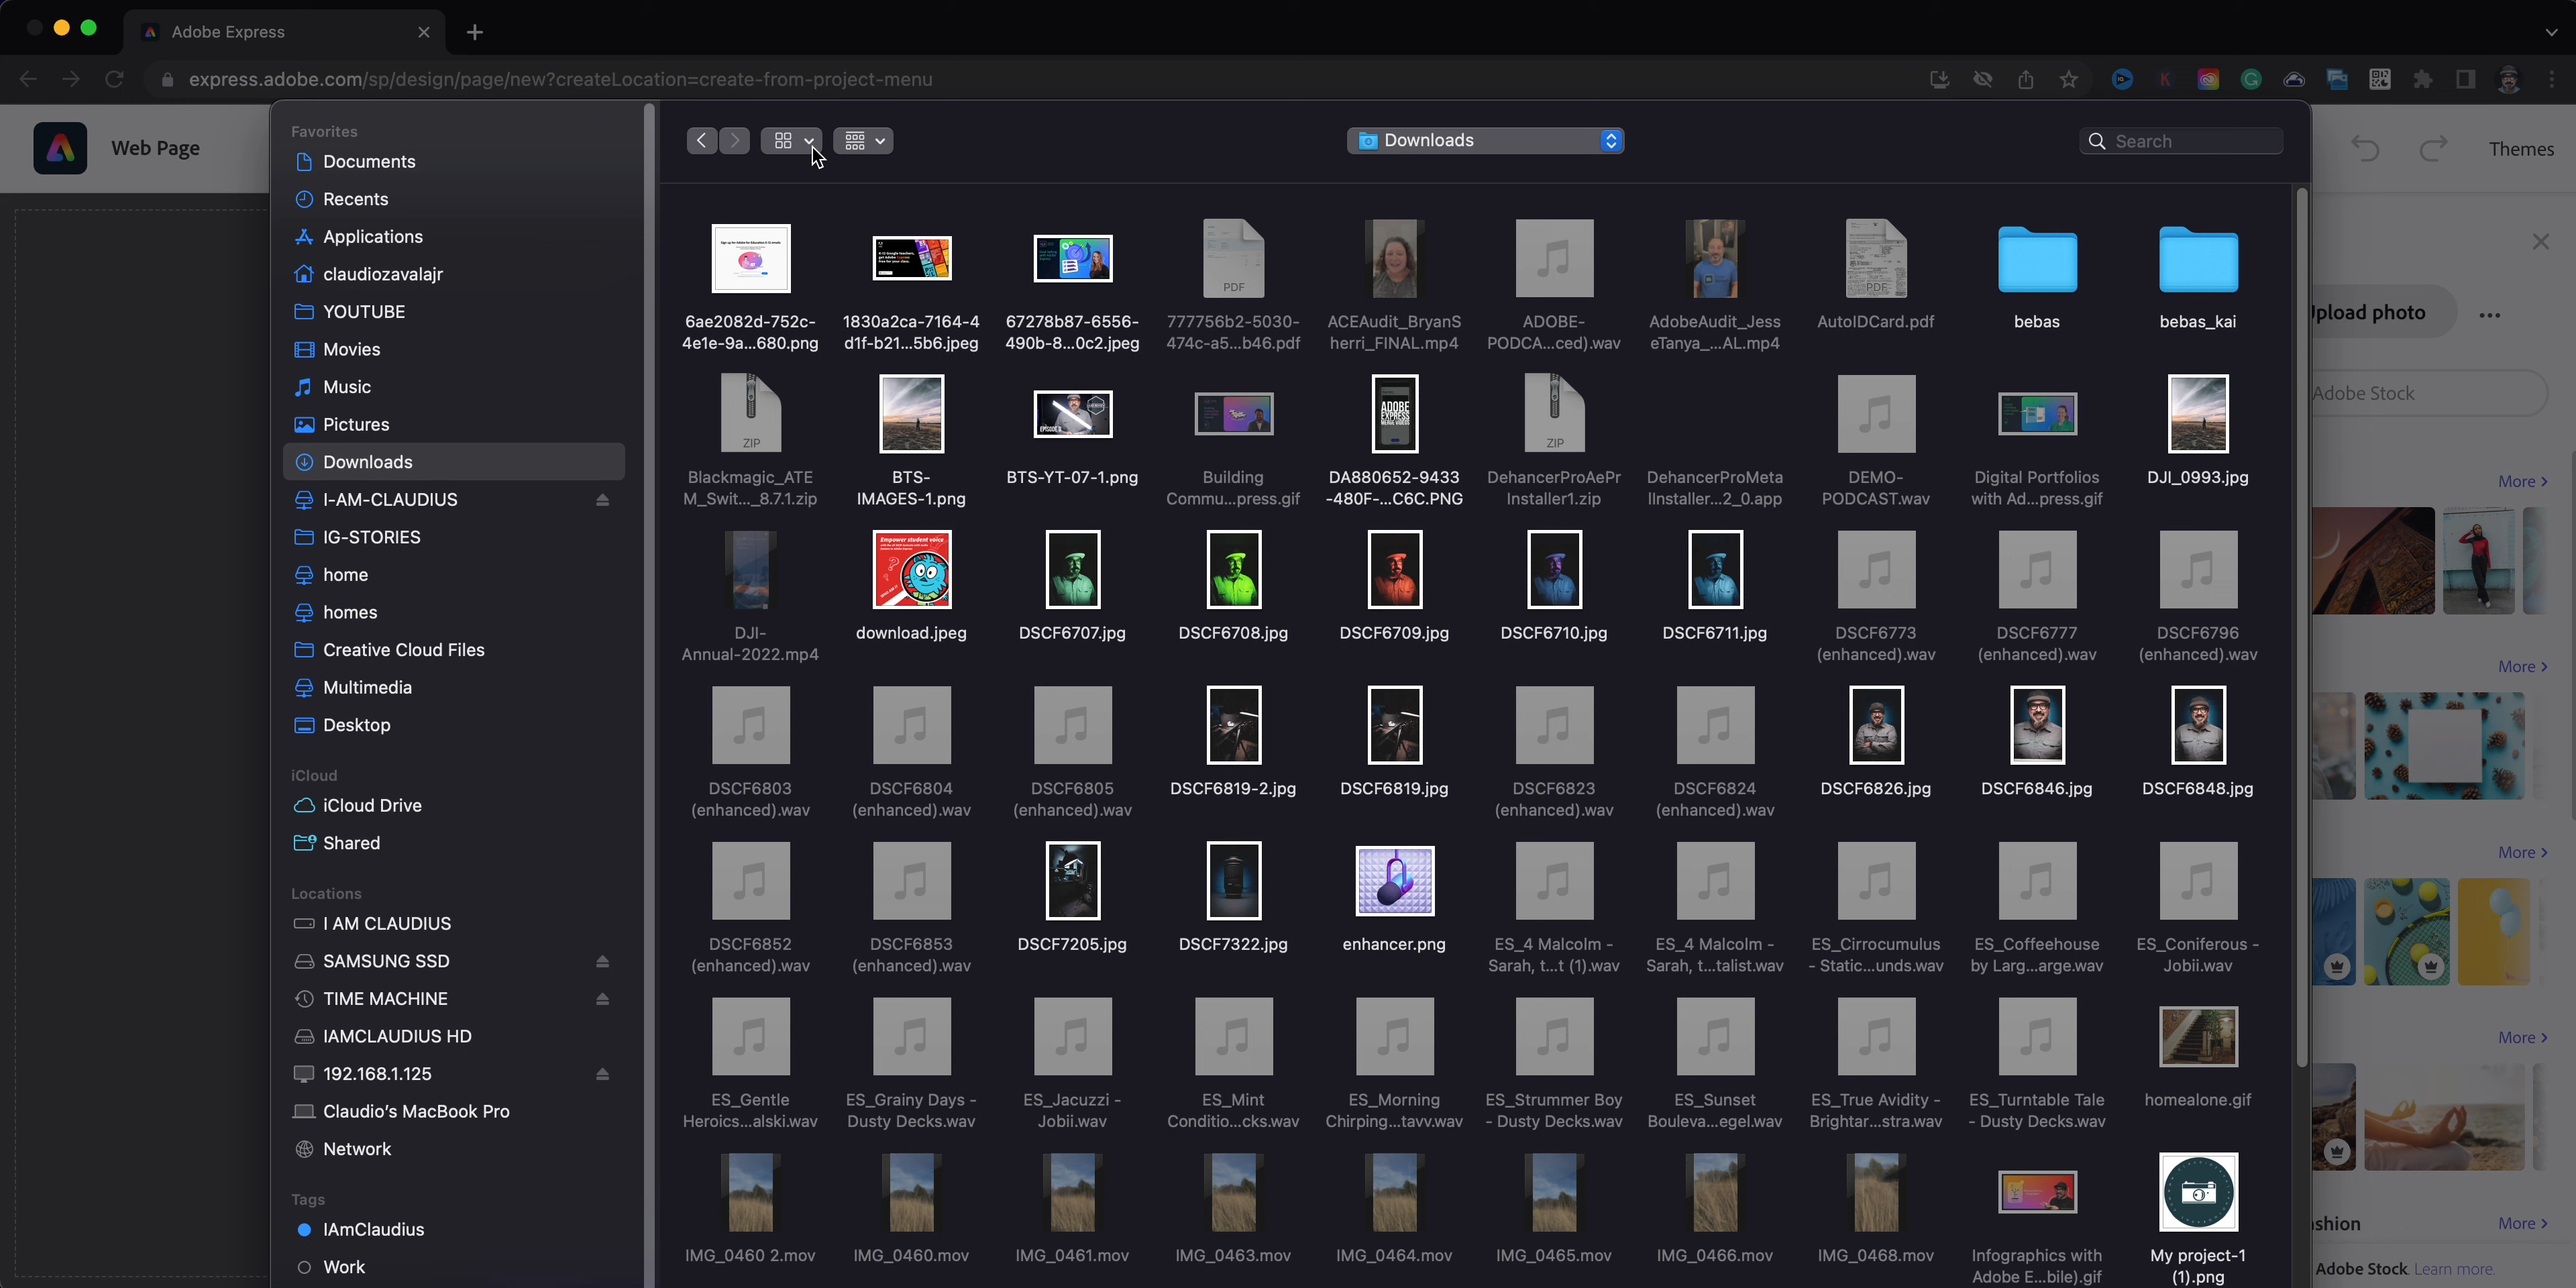 Adobe Express
express.adobe.com/sp/design/page/new?createLocation=create-from-project-menu
Web Page
Themes
Favorites
Documents
Recents
Applications
claudiozavalajr
YOUTUBE
Movies
Music
Pictures
Downloads
I-AM-CLAUDIUS
IG-STORIES
home
homes
Creative Cloud Files
Multimedia
Desktop
iCloud
iCloud Drive
Shared
Locations
I AM CLAUDIUS
SAMSUNG SSD
TIME MACHINE
IAMCLAUDIUS HD
192.168.1.125
Claudio's MacBook Pro
Network
Tags
IAmClaudius
Work
Downloads
Search
6ae2082d-752c-
4e1e-9a...680.png
1830a2ca-7164-4
d1f-b21...5b6.jpeg
67278b87-6556-
490b-8...0c2.jpeg
PDF
777756b2-5030-
474c-a5...b46.pdf
ACEAudit_BryanS
herri_FINAL.mp4
ADOBE-
PODCA...ced).wav
AdobeAudit_Jess
eTanya_...AL.mp4
PDF
AutoIDCard.pdf
bebas
bebas_kai
ZIP
Blackmagic_ATE
M_Swit..._8.7.1.zip
BTS-
IMAGES-1.png
EPISODE
BTS-YT-07-1.png
Building
Commu...press.gif
ADOBE
EXPRESS
MERGE VIDEOS
DA880652-9433
-480F-...C6C.PNG
ZIP
DehancerProAePr
Installer1.zip
DehancerProMeta
lInstaller...2_0.app
DEMO-
PODCAST.wav
Digital Portfolios
with Ad...press.gif
DJI_0993.jpg
DJI-
Annual-2022.mp4
Empower student voice
download.jpeg
DSCF6707.jpg
DSCF6708.jpg
DSCF6709.jpg
DSCF6710.jpg
DSCF6711.jpg
DSCF6773
(enhanced).wav
DSCF6777
(enhanced).wav
DSCF6796
(enhanced).wav
DSCF6803
(enhanced).wav
DSCF6804
(enhanced).wav
DSCF6805
(enhanced).wav
DSCF6819-2.jpg
DSCF6819.jpg
DSCF6823
(enhanced).wav
DSCF6824
(enhanced).wav
DSCF6826.jpg
DSCF6846.jpg
DSCF6848.jpg
DSCF6852
(enhanced).wav
DSCF6853
(enhanced).wav
DSCF7205.jpg
DSCF7322.jpg
enhancer.png
ES_4 Malcolm -
Sarah, t...t (1).wav
ES_4 Malcolm -
Sarah, t...talist.wav
ES_Cirrocumulus
- Static...unds.wav
ES_Coffeehouse
by Larg...arge.wav
ES_Coniferous -
Jobii.wav
ES_Gentle
Heroics...alski.wav
ES_Grainy Days -
Dusty Decks.wav
ES_Jacuzzi -
Jobii.wav
ES_Mint
Conditio...cks.wav
ES_Morning
Chirping...tavv.wav
ES_Strummer Boy
- Dusty Decks.wav
ES_Sunset
Bouleva...egel.wav
ES_True Avidity -
Brightar...stra.wav
ES_Turntable Tale
- Dusty Decks.wav
homealone.gif
IMG_0460 2.mov
IMG_0460.mov
IMG_0461.mov
IMG_0463.mov
IMG_0464.mov
IMG_0465.mov
IMG_0466.mov
IMG_0468.mov
Infographics with
Adobe E...bile).gif
My project-1
(1).png
pload photo
Adobe Stock
More
More
More
More
shion
More
Adobe Stock. Learn more.